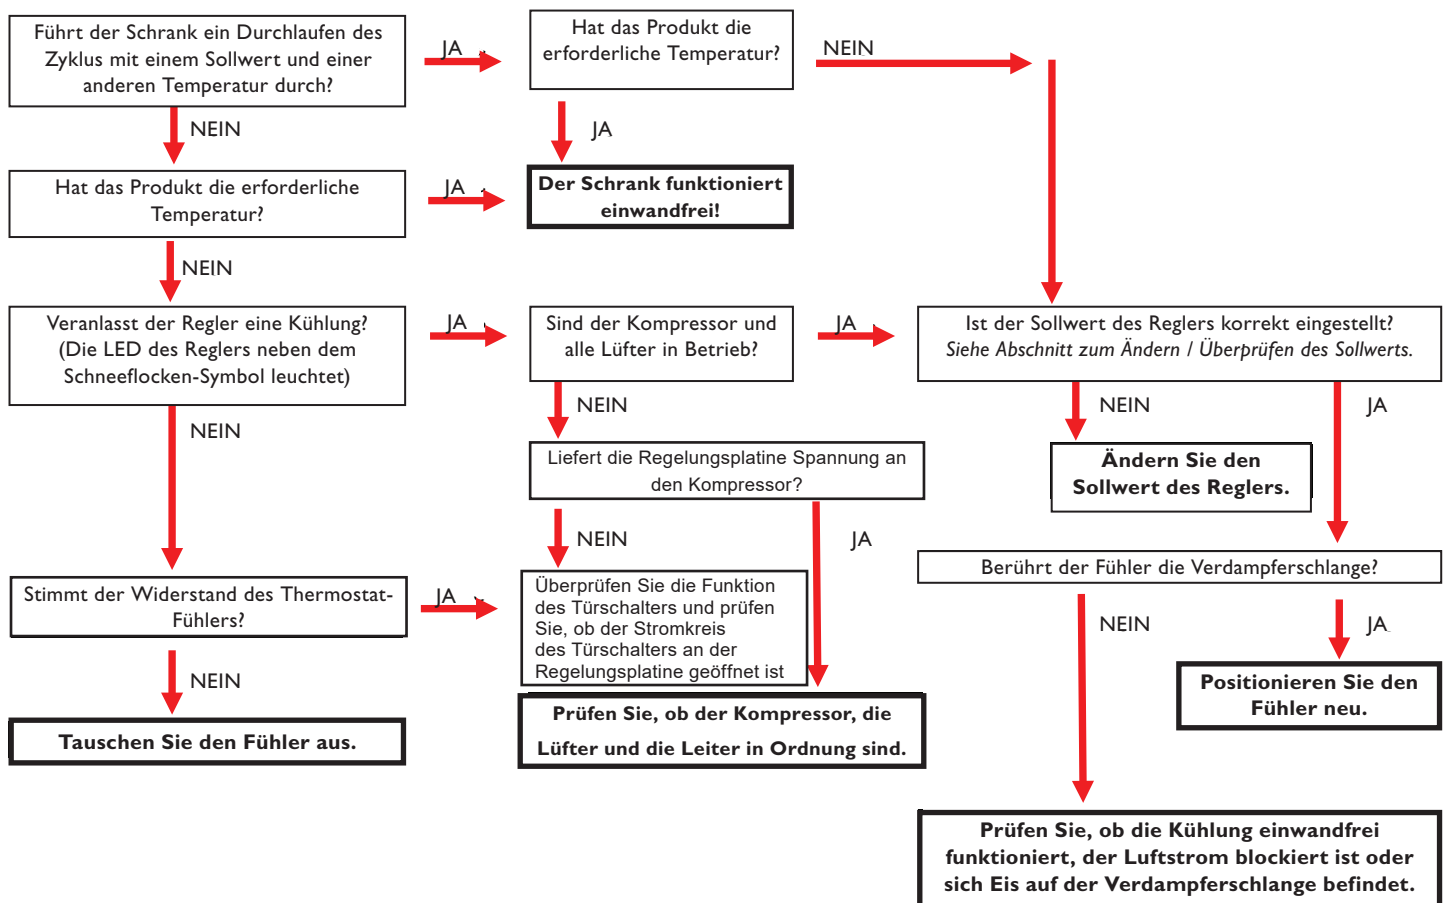 Führt der Schrank ein Durchlaufen des
Zyklus mit einem Sollwert und einer
anderen Temperatur durch?
JA
Hat das Produkt die
erforderliche Temperatur?
NEIN
NEIN
JA
Hat das Produkt die erforderliche
Temperatur?
JA
Der Schrank funktioniert
einwandfrei!
NEIN
Veranlasst der Regler eine Kühlung?
(Die LED des Reglers neben dem
Schneeflocken-Symbol leuchtet)
JA
Sind der Kompressor und
alle Lüfter in Betrieb?
JA
Ist der Sollwert des Reglers korrekt eingestellt?
Siehe Abschnitt zum Ändern / Überprüfen des Sollwerts.
NEIN
NEIN
NEIN
JA
Liefert die Regelungsplatine Spannung an
den Kompressor?
Ändern Sie den
Sollwert des Reglers.
NEIN
JA
Stimmt der Widerstand des Thermostat-
Fühlers?
JA
Überprüfen Sie die Funktion
des Türschalters und prüfen
Sie, ob der Stromkreis
des Türschalters an der
Regelungsplatine geöffnet ist
Berührt der Fühler die Verdampferschlange?
NEIN
JA
NEIN
Tauschen Sie den Fühler aus.
Prüfen Sie, ob der Kompressor, die
Lüfter und die Leiter in Ordnung sind.
Positionieren Sie den
Fühler neu.
Prüfen Sie, ob die Kühlung einwandfrei
funktioniert, der Luftstrom blockiert ist oder
sich Eis auf der Verdampferschlange befindet.